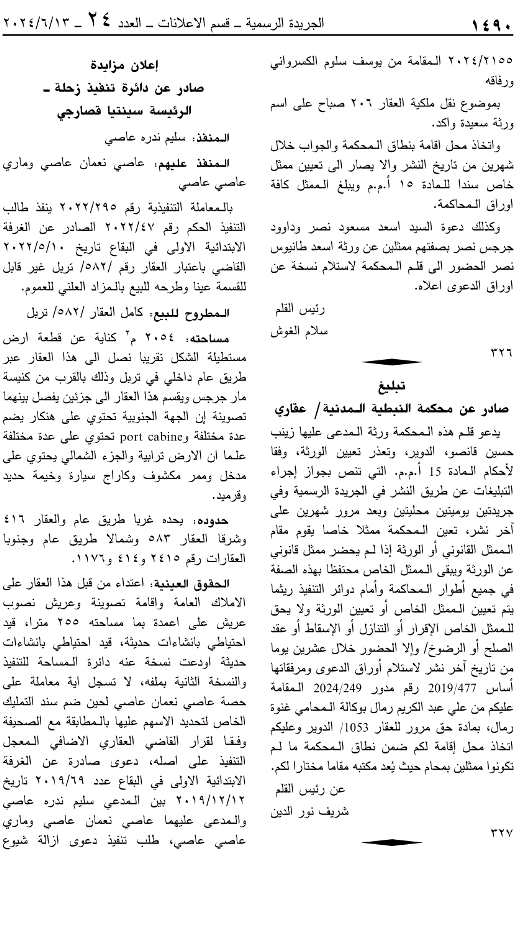 ١٤٩٠
الجريدة الرسمية ـ قسم الاعلانات ـ العدد ٢٤ ـ ٢٠٢٤/٦/١٣
٢٠٢٤/٢١٥٥ المقامة من يوسف سلوم الكسرواني
ورفاقه
بموضوع نقل ملكية العقار ٢٠٦ صباح على اسم
ورثة سعيدة واكد.
واتخاذ محل اقامة بنطاق المحكمة والجواب خلال
شهرين من تاريخ النشر والا يصار الى تعيين ممثل
خاص سندا للمادة ١٥ أ.م.م ويبلغ الممثل كافة
اوراق المحاكمة.
وكذلك دعوة السيد اسعد مسعود نصر وداوود
جرجس نصر بصفتهم ممثلين عن ورثة اسعد طانيوس
نصر الحضور الى قلم المحكمة لاستلام نسخة عن
اوراق الدعوى اعلاه.
رئيس القلم
سلام الغوش
٣٢٦
تبليغ
صادر عن محكمة النبطية المدنية/ عقاري
يدعو قلم هذه المحكمة ورثة المدعى عليها زينب
حسين قانصو، الدوير، وتعذر تعيين الورثة، وفقا
لأحكام المادة 15 أ.م.م. التي تنص بجواز إجراء
التبليغات عن طريق النشر في الجريدة الرسمية وفي
جريدتين يوميتين محليتين وبعد مرور شهرين على
آخر نشر، تعين المحكمة ممثلا خاصا يقوم مقام
الممثل القانوني أو الورثة إذا لم يحضر ممثل قانوني
عن الورثة ويبقى الممثل الخاص محتفظا بهذه الصفة
في جميع أطوار المحاكمة وأمام دوائر التنفيذ ريثما
يتم تعيين الممثل الخاص أو تعيين الورثة ولا يحق
للممثل الخاص الإقرار أو التنازل أو الإسقاط أو عقد
الصلح أو الرضوخ/ وإلا الحضور خلال عشرين يوما
من تاريخ آخر نشر لاستلام أوراق الدعوى ومرفقاتها
أساس 2019/477 رقم مدور 2024/249 المقامة
عليكم من علي عبد الكريم رمال بوكالة المحامي غنوة
رمال، بمادة حق مرور للعقار 1053/ الدوير وعليكم
اتخاذ محل إقامة لكم ضمن نطاق المحكمة ما لم
تكونوا ممثلين بمحام حيث يُعد مكتبه مقاما مختارا لكم.
عن رئيس القلم
شريف نور الدين
٣٢٧
إعلان مزايدة
صادر عن دائرة تنفيذ زحلة ـ
الرئيسة سينتيا قصارجي
المنفذ: سليم ندره عاصي
المنفذ عليهم: عاصي نعمان عاصي وماري
عاصي عاصي
بالمعاملة التنفيذية رقم ٢٠٢٢/٢٩٥ ينفذ طالب
التنفيذ الحكم رقم ٢٠٢٢/٤٧ الصادر عن الغرفة
الابتدائية الاولى في البقاع تاريخ ٢٠٢٢/٥/١٠
القاضي باعتبار العقار رقم /٥٨٢/ تربل غير قابل
للقسمة عينا وطرحه للبيع بالمزاد العلني للعموم.
المطروح للبيع: كامل العقار /٥٨٢/ تربل
مساحته: ٢٠٥٤ م٢ كناية عن قطعة ارض
مستطيلة الشكل تقريبا نصل الى هذا العقار عبر
طريق عام داخلي في تربل وذلك بالقرب من كنيسة
مار جرجس ويقسم هذا العقار الى جزئين يفصل بينهما
تصوينة إن الجهة الجنوبية تحتوي على هنكار يضم
عدة مختلفة وport cabine تحتوي على عدة مختلفة
علما ان الارض ترابية والجزء الشمالي يحتوي على
مدخل وممر مكشوف وكاراج سيارة وخيمة حديد
وقرميد.
حدوده: يحده غربا طريق عام والعقار ٤١٦
وشرقا العقار ٥٨٣ وشمالا طريق عام وجنوبا
العقارات رقم ٢٤١٥ و٤١٤ و١١٧٦.
الحقوق العينية: اعتداء من قبل هذا العقار على
الاملاك العامة واقامة تصوينة وعريش نصوب
عريش على اعمدة بما مساحته ٢٥٥ متر، قيد
احتياطي بانشاءات حديثة، قيد احتياطي بانشاءات
حديثة اودعت نسخة عنه دائرة المساحة للتنفيذ
والنسخة الثانية بملفه، لا تسجل اية معاملة على
حصة عاصي نعمان عاصي لحين ضم سند التمليك
الخاص لتحديد الاسهم عليها بالمطابقة مع الصحيفة
وفقا لقرار القاضي العقاري الاضافي المعجل
التنفيذ على اصله، دعوى صادرة عن الغرفة
الابتدائية الاولى في البقاع عدد ٢٠١٩/٦٩ تاريخ
٢٠١٩/١٢/١٢ بين المدعي سليم ندره عاصي
والمدعى عليهما عاصي نعمان عاصي وماري
عاصي عاصي، طلب تنفيذ دعوى ازالة شيوع